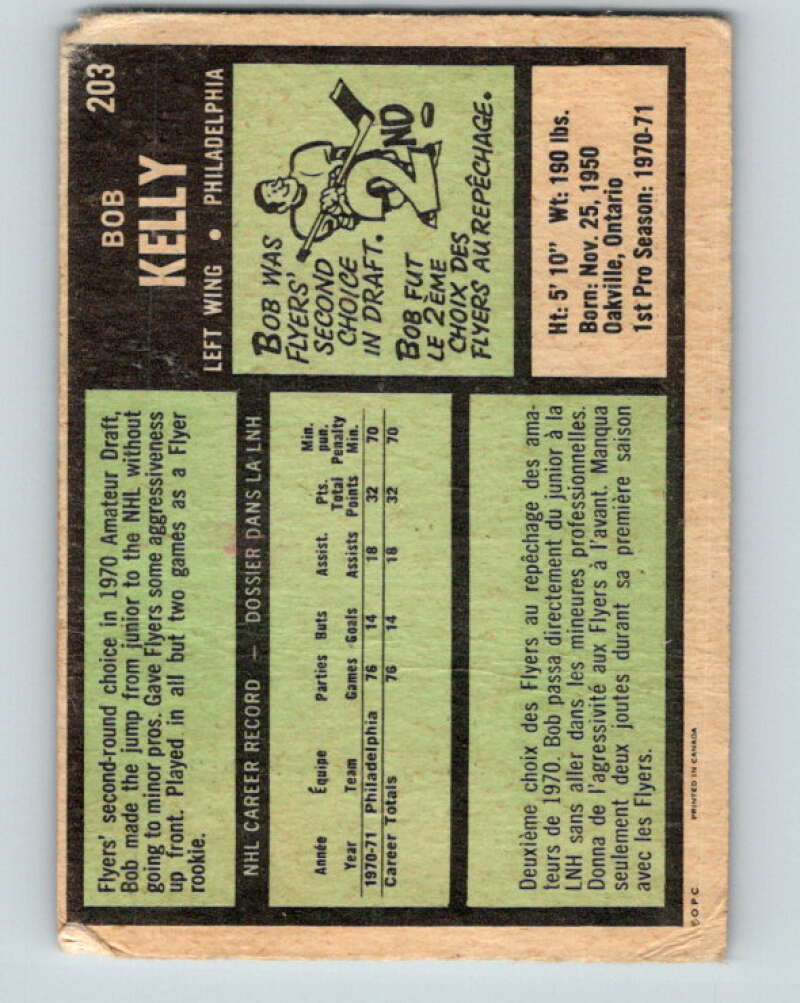 203
BOB
KELLY
LEFT WING • PHILADELPHIA
Flyers' second-round choice in 1970 Amateur Draft,
Bob made the jump from junior to the NHL without
going to minor pros. Gave Flyers some aggressiveness
up front. Played in all but two games as a Flyer
rookie.
BOB WAS
FLYERS'
SECOND
CHOICE
IN DRAFT.
2ND
BOB FUT
LE 2ÈME
CHOIX DES
FLYERS AU REPÊCHAGE.
NHL CAREER RECORD — DOSSIER DANS LA LNH
Année Équipe Parties Buts Assist. Pts. Min. pun.
Year Team Games Goals Assists Total Points Penalty Min.
1970-71 Philadelphia 76 14 18 32 70
Career Totals 76 14 18 32 70
Ht: 5' 10" Wt: 190 lbs.
Born: Nov. 25, 1950
Oakville, Ontario
1st Pro Season: 1970-71
Deuxième choix des Flyers au repêchage des ama-
teurs de 1970. Bob passa directement du junior à la
LNH sans aller dans les mineures professionnelles.
Donna de l'agressivité aux Flyers à l'avant. Manqua
seulement deux joutes durant sa première saison
avec les Flyers.
© O P C PRINTED IN CANADA